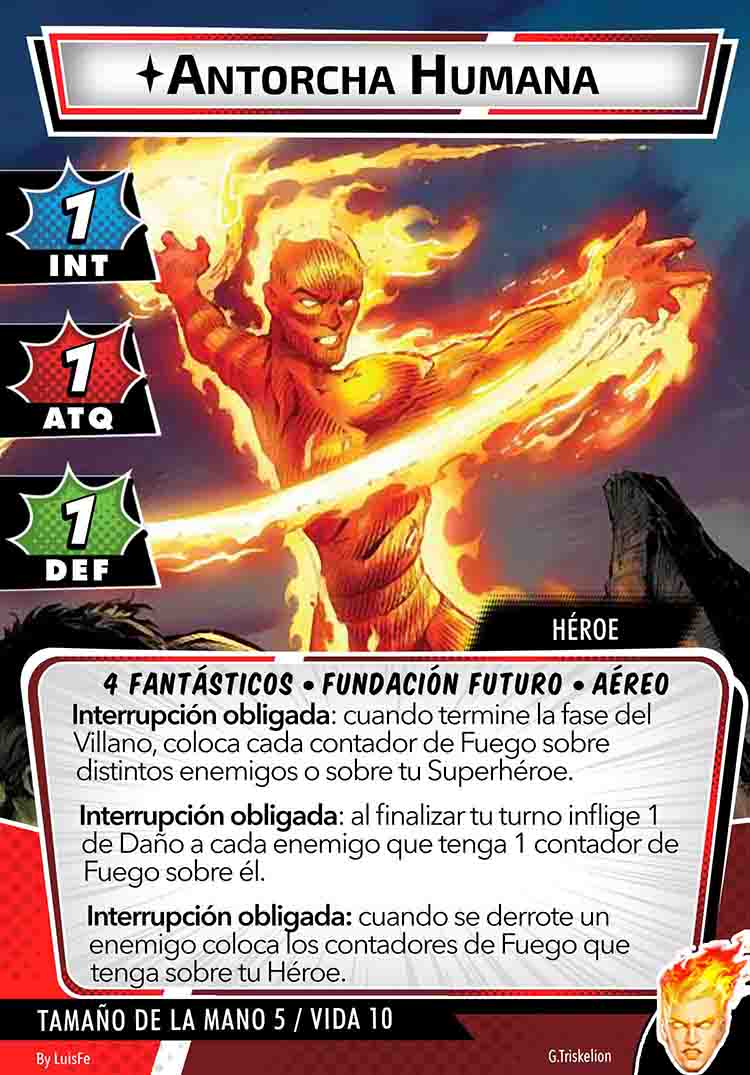 ANTORCHA HUMANA
1
INT
1
ATQ
1
DEF
HÉROE
4 FANTÁSTICOS • FUNDACIÓN FUTURO • AÉREO
Interrupción obligada: cuando termine la fase del
Villano, coloca cada contador de Fuego sobre
distintos enemigos o sobre tu Superhéroe.
Interrupción obligada: al finalizar tu turno inflige 1
de Daño a cada enemigo que tenga 1 contador de
Fuego sobre él.
Interrupción obligada: cuando se derrote un
enemigo coloca los contadores de Fuego que
tenga sobre tu Héroe.
TAMAÑO DE LA MANO 5 / VIDA 10
By LuisFe
G.Triskelion